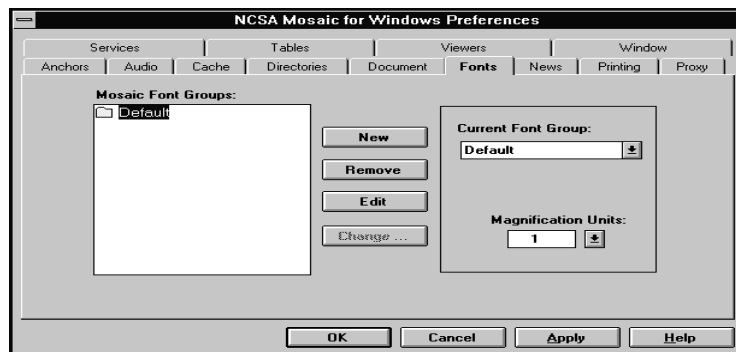 NCSA Mosaic for Windows Preferences
Services Tables Viewers Window
Anchors Audio Cache Directories Document Fonts News Printing Proxy
Mosaic Font Groups:
Default
New
Remove
Edit
Change ...
Current Font Group:
Default
Magnification Units:
1
OK Cancel Apply Help